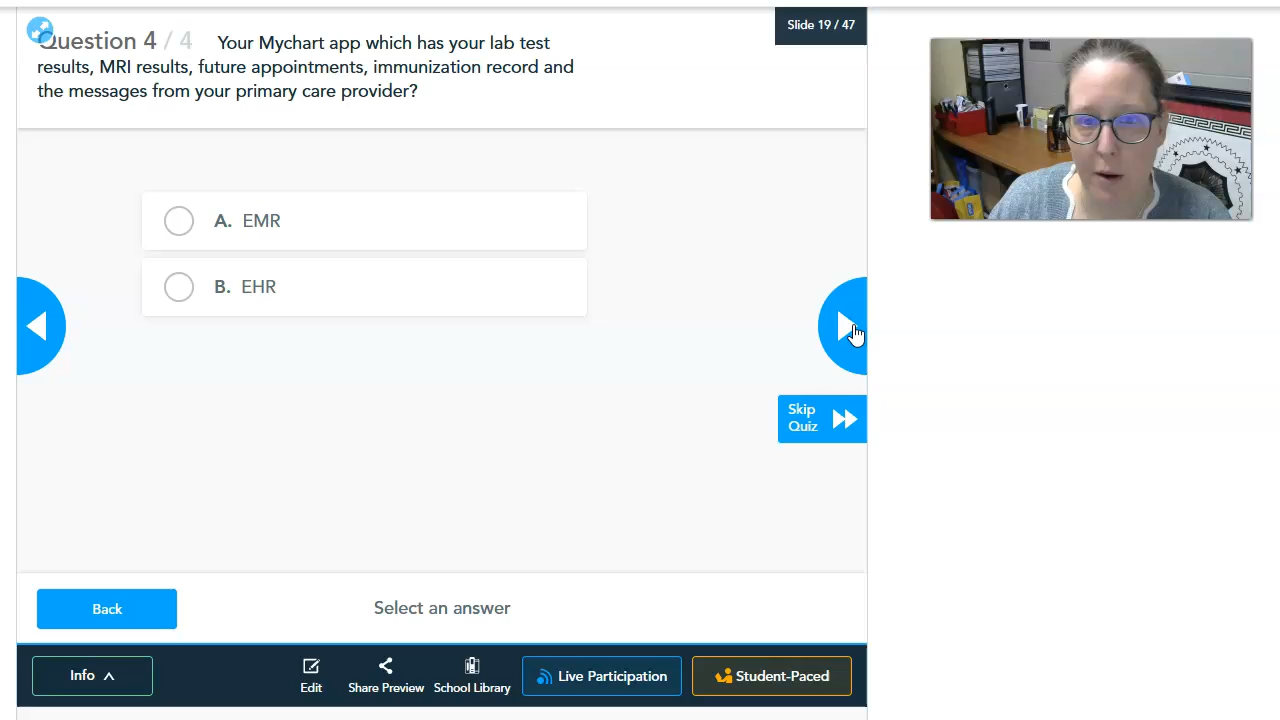 Slide 19 / 47
Question 4 / 4 Your Mychart app which has your lab test
results, MRI results, future appointments, immunization record and
the messages from your primary care provider?
A. EMR
B. EHR
Skip
Quiz
Back
Select an answer
Info
Edit
Share Preview
School Library
Live Participation
Student-Paced